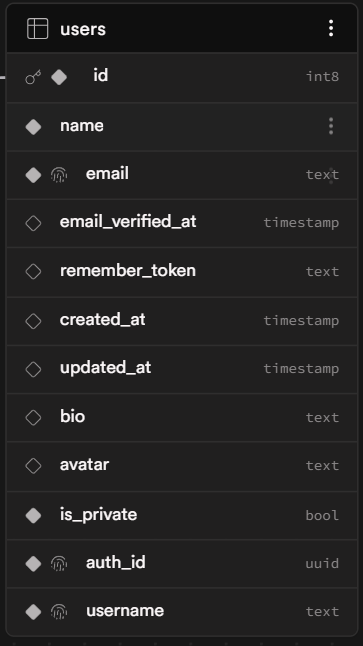 users
id int8
name
email text
email_verified_at timestamp
remember_token text
created_at timestamp
updated_at timestamp
bio text
avatar text
is_private bool
auth_id uuid
username text